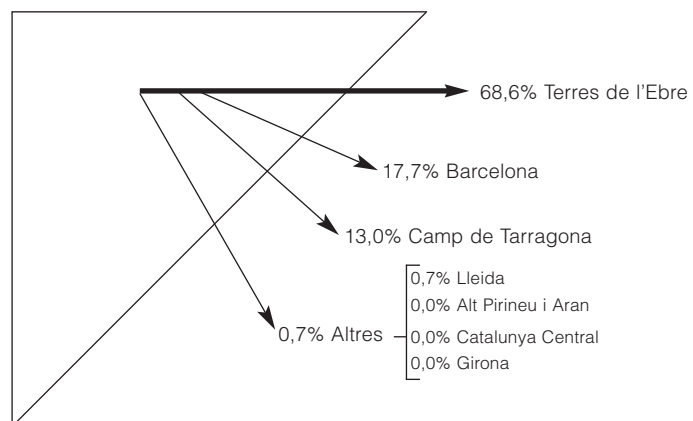 68,6% Terres de l'Ebre
17,7% Barcelona
13,0% Camp de Tarragona
0,7% Altres
0,7% Lleida
0,0% Alt Pirineu i Aran
0,0% Catalunya Central
0,0% Girona